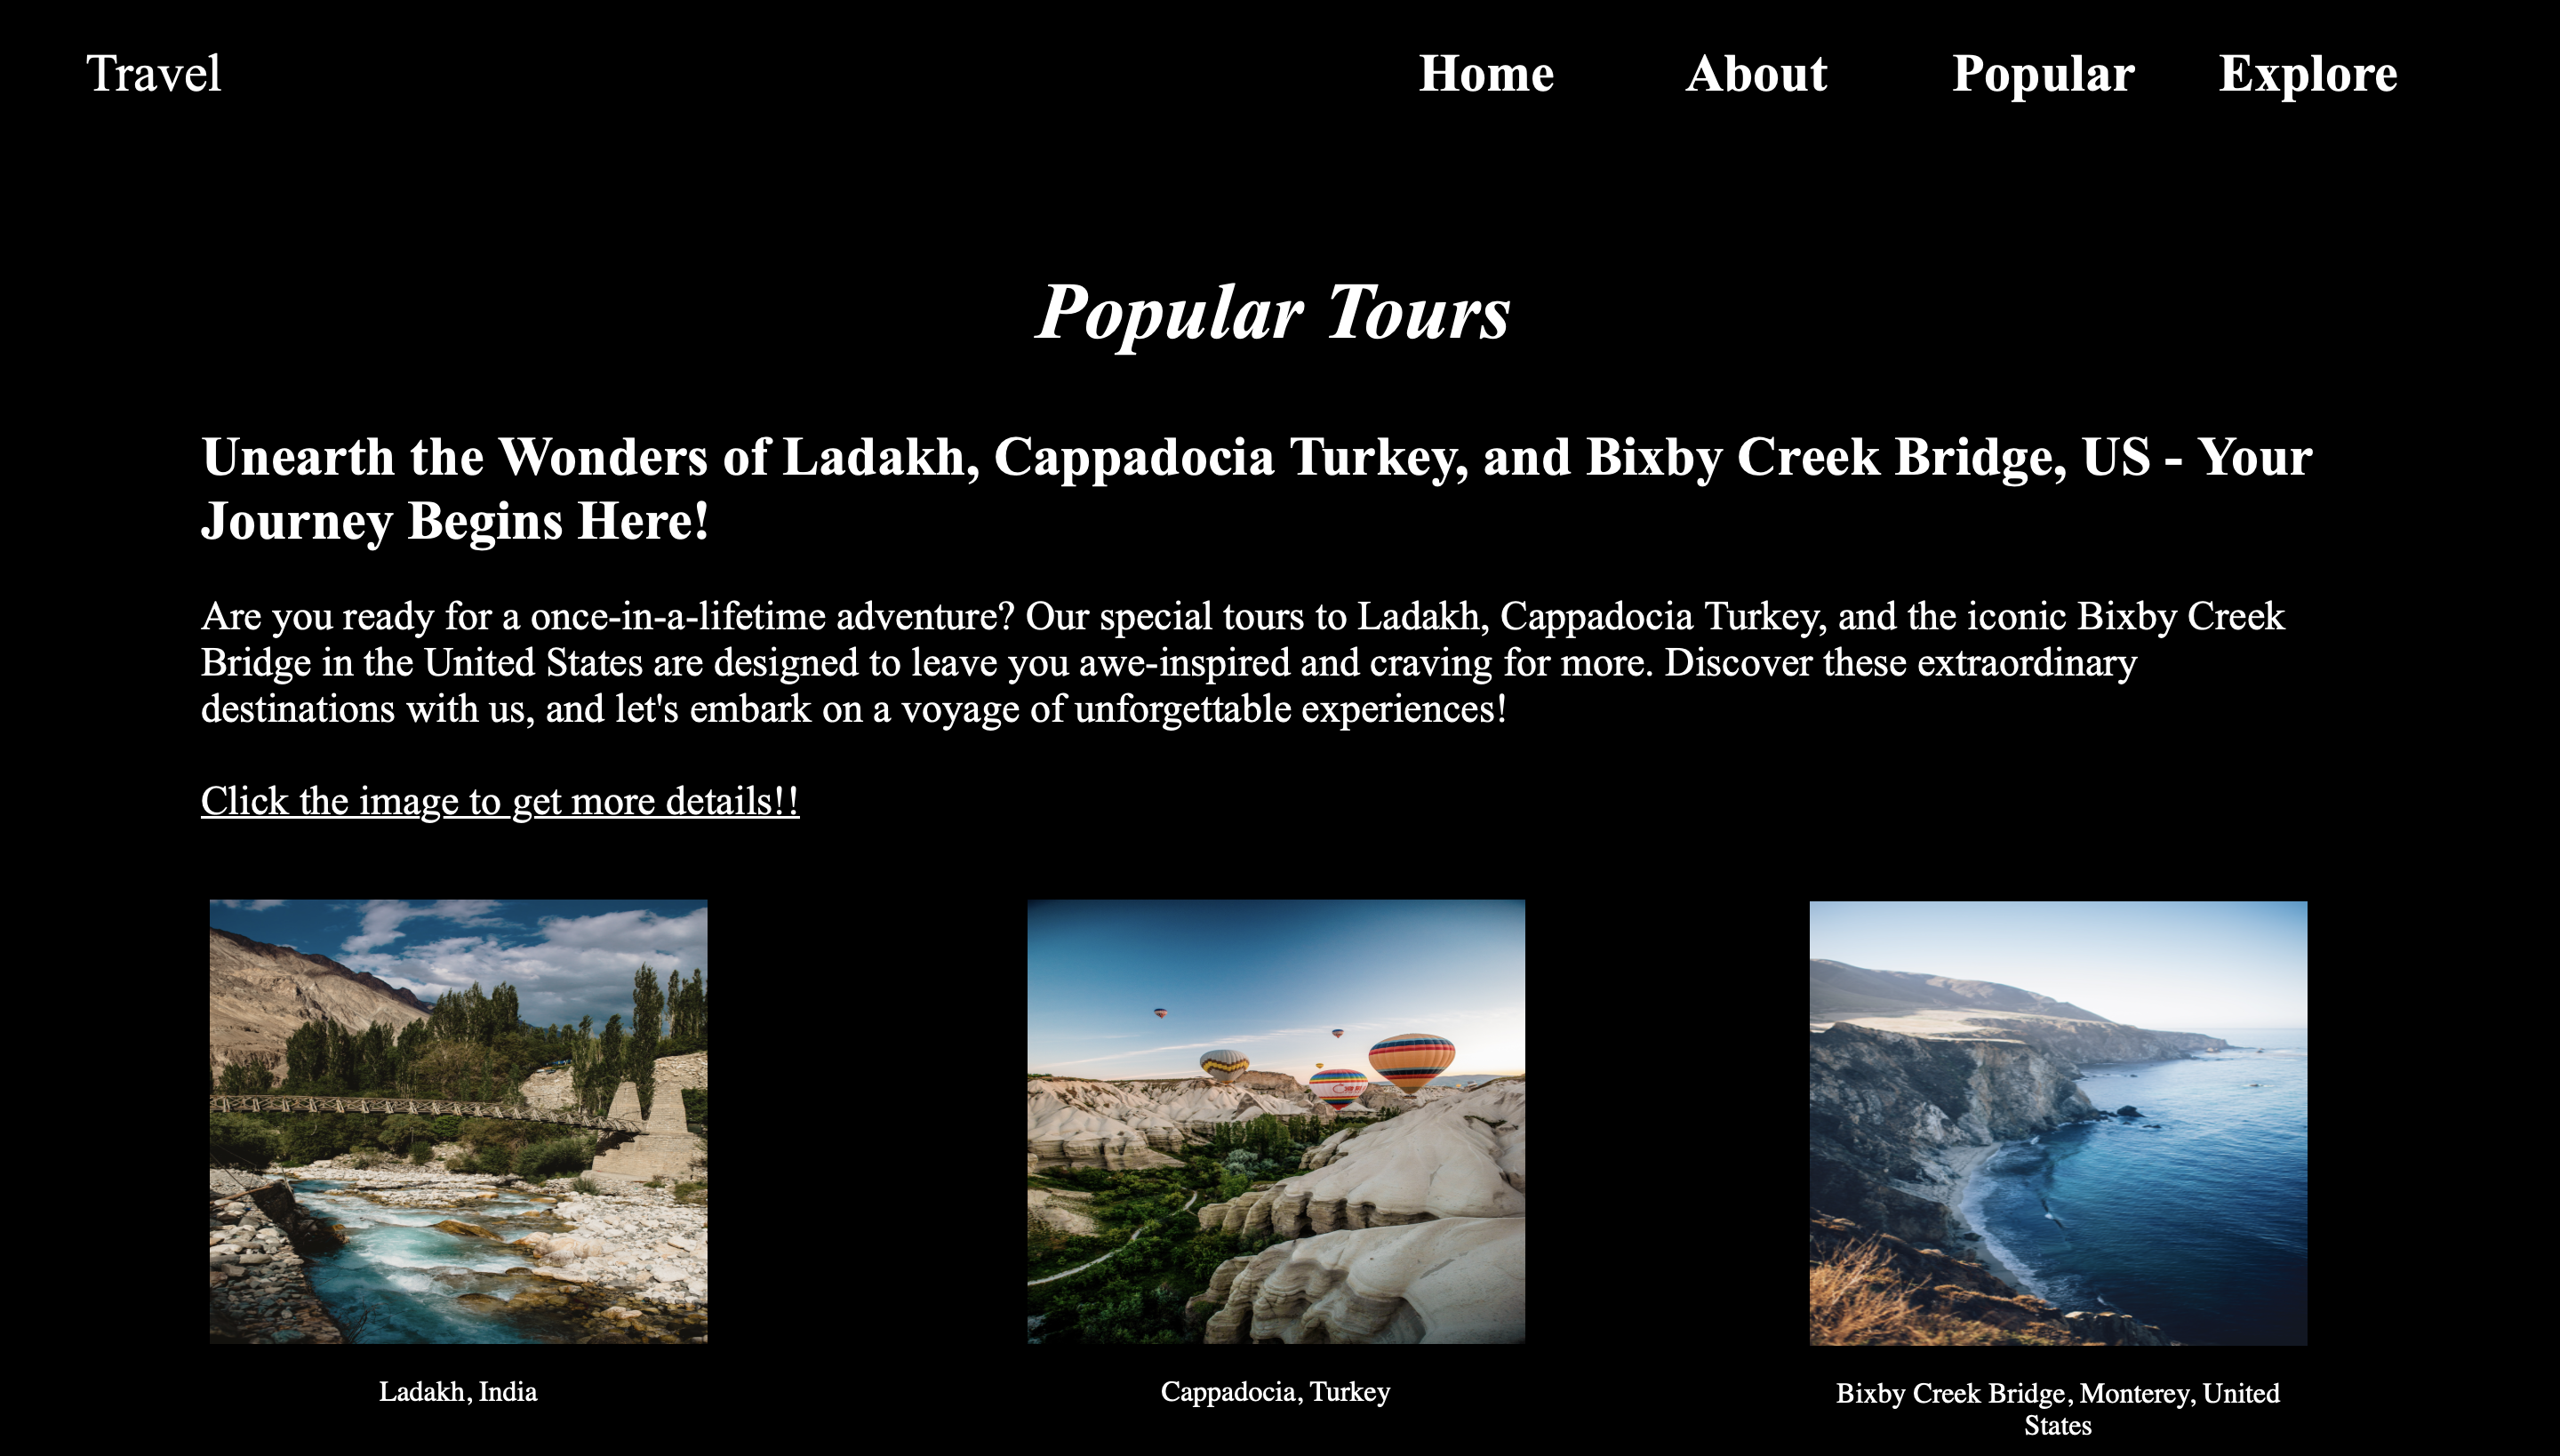 Travel
Home About Popular Explore
Popular Tours
Unearth the Wonders of Ladakh, Cappadocia Turkey, and Bixby Creek Bridge, US - Your
Journey Begins Here!
Are you ready for a once-in-a-lifetime adventure? Our special tours to Ladakh, Cappadocia Turkey, and the iconic Bixby Creek
Bridge in the United States are designed to leave you awe-inspired and craving for more. Discover these extraordinary
destinations with us, and let's embark on a voyage of unforgettable experiences!
Click the image to get more details!!
Ladakh, India
Cappadocia, Turkey
Bixby Creek Bridge, Monterey, United
States